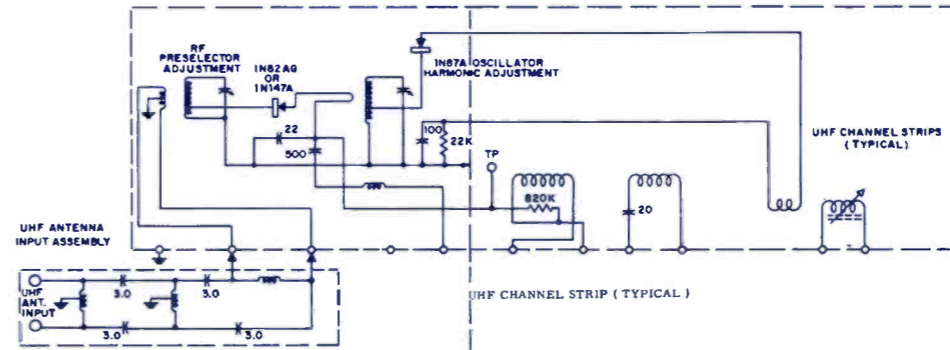 RF
PRESELECTOR
ADJUSTMENT
1N82AG
OR
1N147A
1N87A OSCILLATOR
HARMONIC ADJUSTMENT
22
500
100
22K
TP
820K
20
UHF CHANNEL STRIPS
(TYPICAL)
UHF ANTENNA
INPUT ASSEMBLY
UHF
ANT.
INPUT
3.0
3.0
3.0
3.0
UHF CHANNEL STRIP ( TYPICAL )